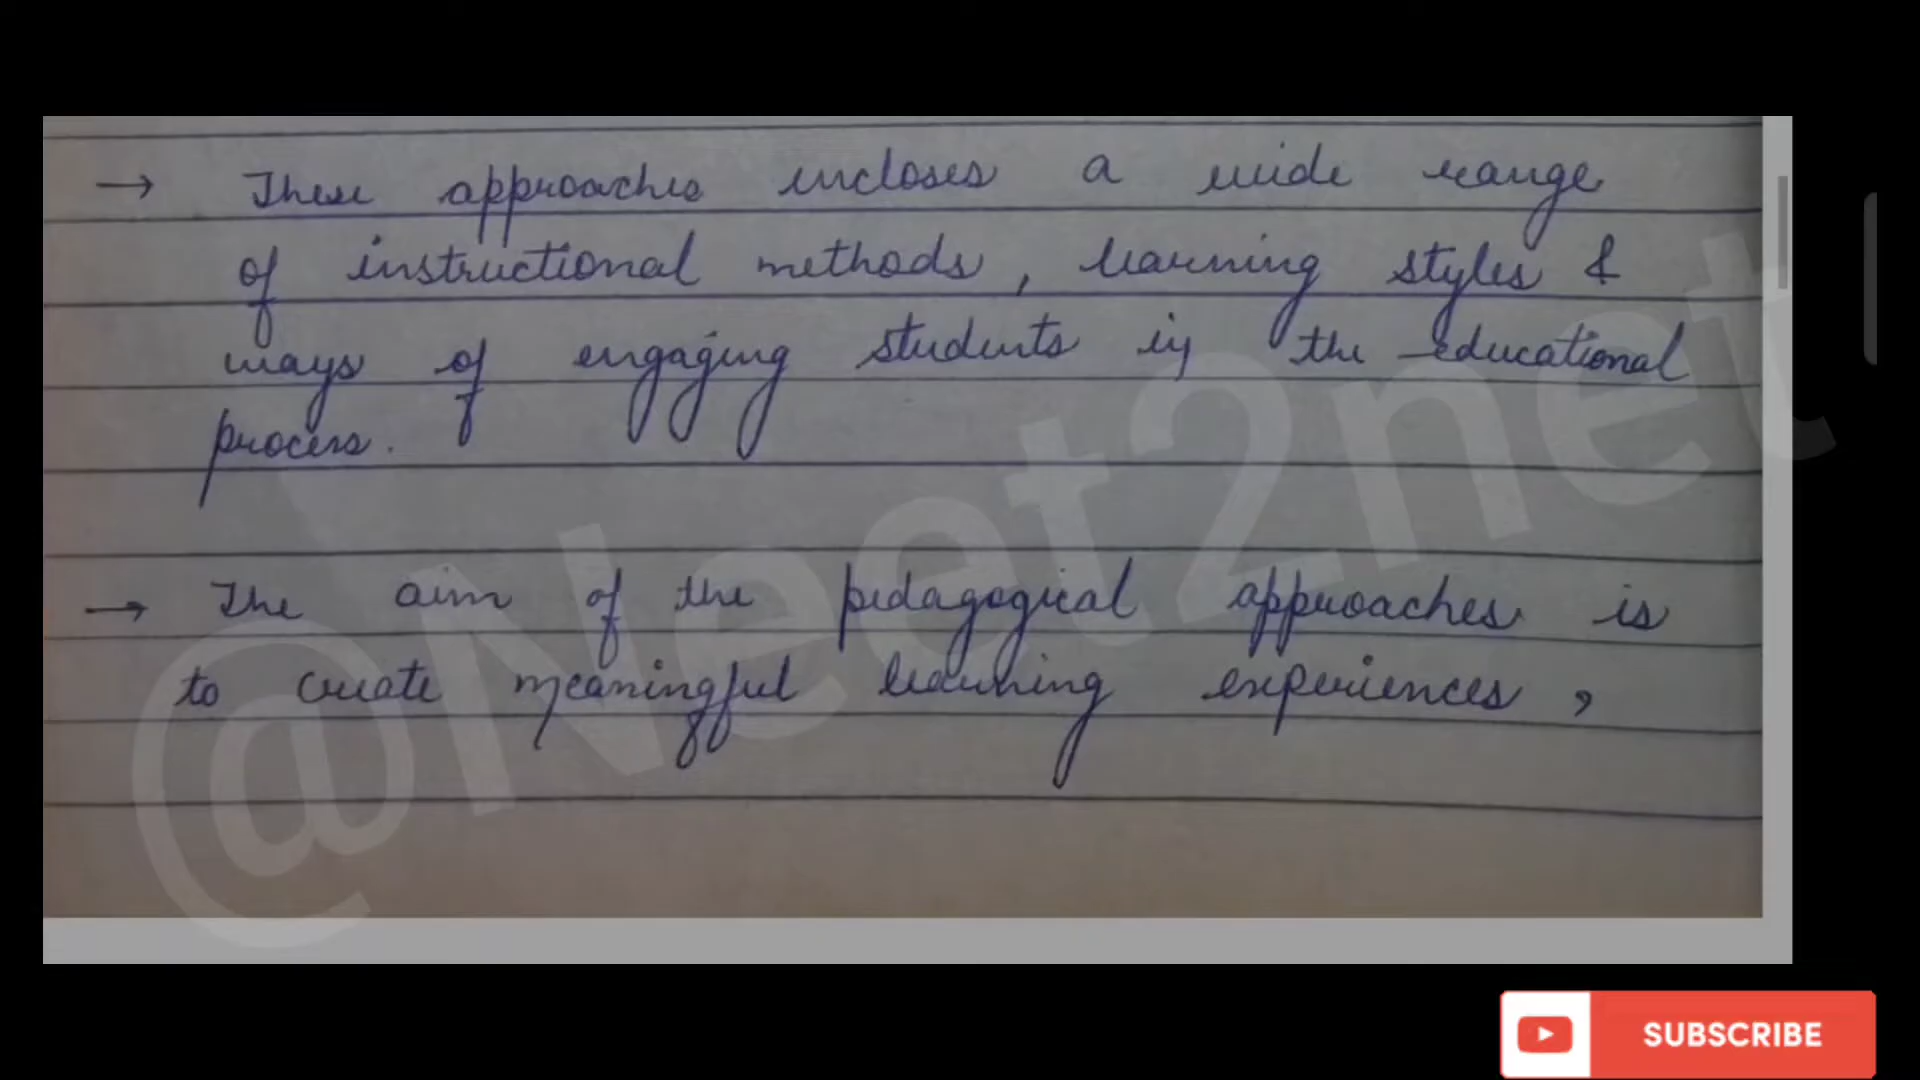 → These approaches incloses a wide range
of instructional methods, learning styles &
ways of engaging students in the educational
process.
→ The aim of the pedagogical approaches is
to create meaningful learning experiences,
@Neet2net
SUBSCRIBE